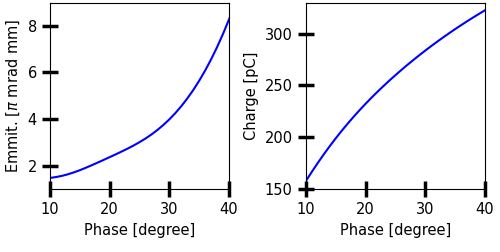 Emmit. [π mrad mm]
8
6
4
2
10 20 30 40
Phase [degree]
Charge [pC]
300
250
200
150
10 20 30 40
Phase [degree]